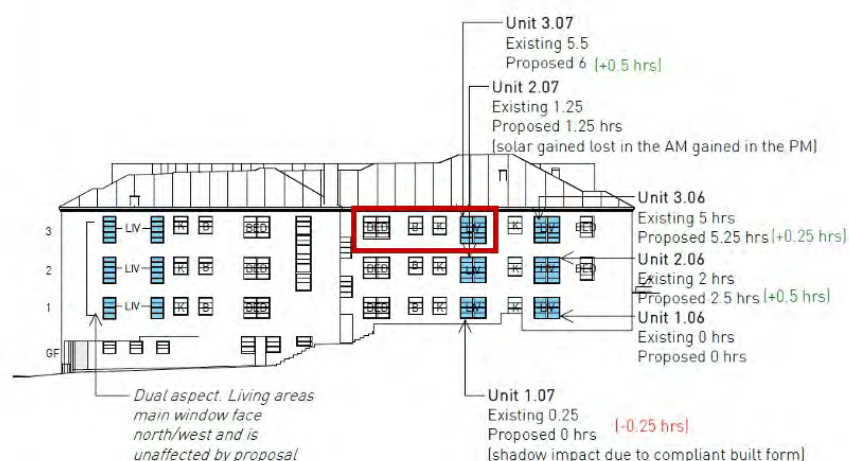 Unit 3.07
Existing 5.5
Proposed 6 (+0.5 hrs)
Unit 2.07
Existing 1.25
Proposed 1.25 hrs
(solar gained lost in the AM gained in the PM)
Unit 3.06
Existing 5 hrs
Proposed 5.25 hrs (+0.25 hrs)
Unit 2.06
Existing 2 hrs
Proposed 2.5 hrs (+0.5 hrs)
Unit 1.06
Existing 0 hrs
Proposed 0 hrs
3 LIV K B BED BED B K LIV K LIV BED
2 LIV K B BED BED B K LIV K LIV BED
1 LIV K B BED BED B K LIV K LIV
GF
Dual aspect. Living areas
main window face
north/west and is
unaffected by proposal
Unit 1.07
Existing 0.25
Proposed 0 hrs (-0.25 hrs)
(shadow impact due to compliant built form)